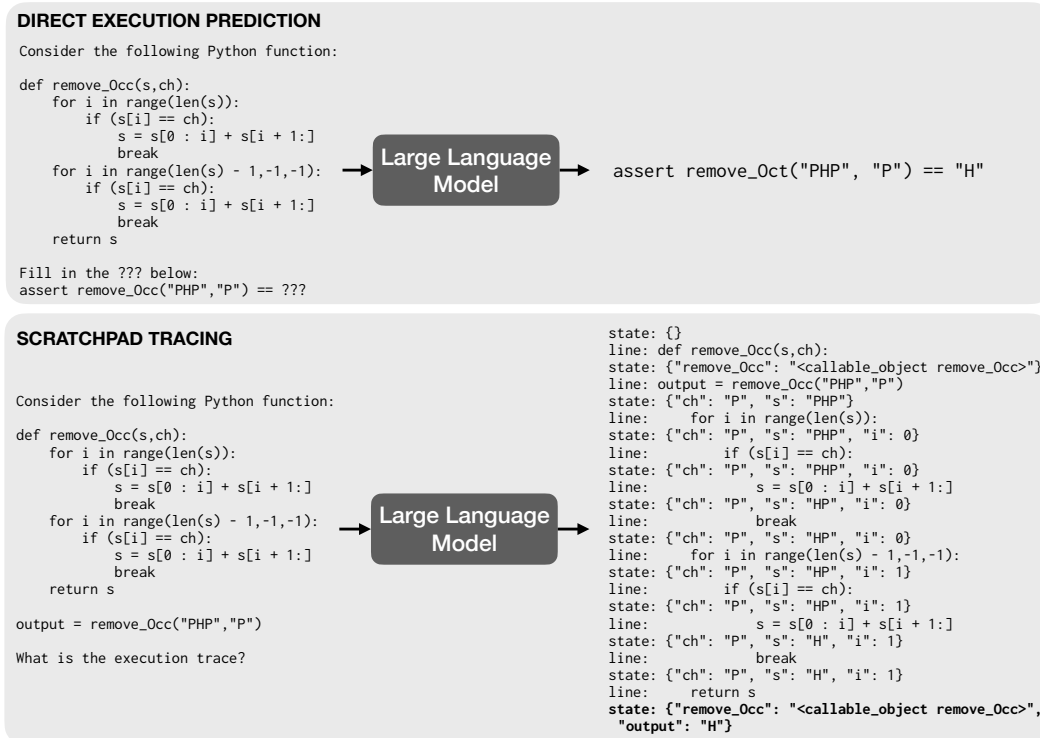 DIRECT EXECUTION PREDICTION
Consider the following Python function:
def remove_Occ(s,ch):
    for i in range(len(s)):
        if (s[i] == ch):
            s = s[0 : i] + s[i + 1:]
            break
    for i in range(len(s) - 1,-1,-1):
        if (s[i] == ch):
            s = s[0 : i] + s[i + 1:]
            break
    return s
Fill in the ??? below:
assert remove_Occ("PHP","P") == ???
Large Language
Model
assert remove_Oct("PHP", "P") == "H"
SCRATCHPAD TRACING
Consider the following Python function:
def remove_Occ(s,ch):
    for i in range(len(s)):
        if (s[i] == ch):
            s = s[0 : i] + s[i + 1:]
            break
    for i in range(len(s) - 1,-1,-1):
        if (s[i] == ch):
            s = s[0 : i] + s[i + 1:]
            break
    return s
output = remove_Occ("PHP","P")
What is the execution trace?
Large Language
Model
state: {}
line: def remove_Occ(s,ch):
state: {"remove_Occ": "<callable_object remove_Occ>"}
line: output = remove_Occ("PHP","P")
state: {"ch": "P", "s": "PHP"}
line:     for i in range(len(s)):
state: {"ch": "P", "s": "PHP", "i": 0}
line:         if (s[i] == ch):
state: {"ch": "P", "s": "PHP", "i": 0}
line:             s = s[0 : i] + s[i + 1:]
state: {"ch": "P", "s": "HP", "i": 0}
line:             break
state: {"ch": "P", "s": "HP", "i": 0}
line:     for i in range(len(s) - 1,-1,-1):
state: {"ch": "P", "s": "HP", "i": 1}
line:         if (s[i] == ch):
state: {"ch": "P", "s": "HP", "i": 1}
line:             s = s[0 : i] + s[i + 1:]
state: {"ch": "P", "s": "H", "i": 1}
line:             break
state: {"ch": "P", "s": "H", "i": 1}
line:     return s
state: {"remove_Occ": "<callable_object remove_Occ>",
"output": "H"}